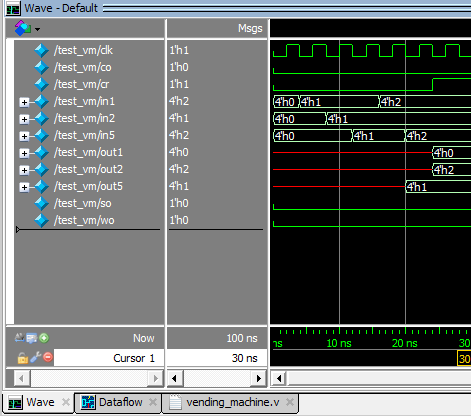 Wave - Default
Msgs
/test_vm/clk 1'h1
/test_vm/co 1'h0
/test_vm/cr 1'h1
/test_vm/in1 4'h2 4'h0 4'h1 4'h2
/test_vm/in2 4'h1 4'h0 4'h1
/test_vm/in5 4'h2 4'h0 4'h1 4'h2
/test_vm/out1 4'h0 4'h0
/test_vm/out2 4'h2 4'h2
/test_vm/out5 4'h1 4'h1
/test_vm/so 1'h0
/test_vm/wo 1'h0
Now 100 ns ns 10 ns 20 ns 30
Cursor 1 30 ns 30
Wave Dataflow vending_machine.v